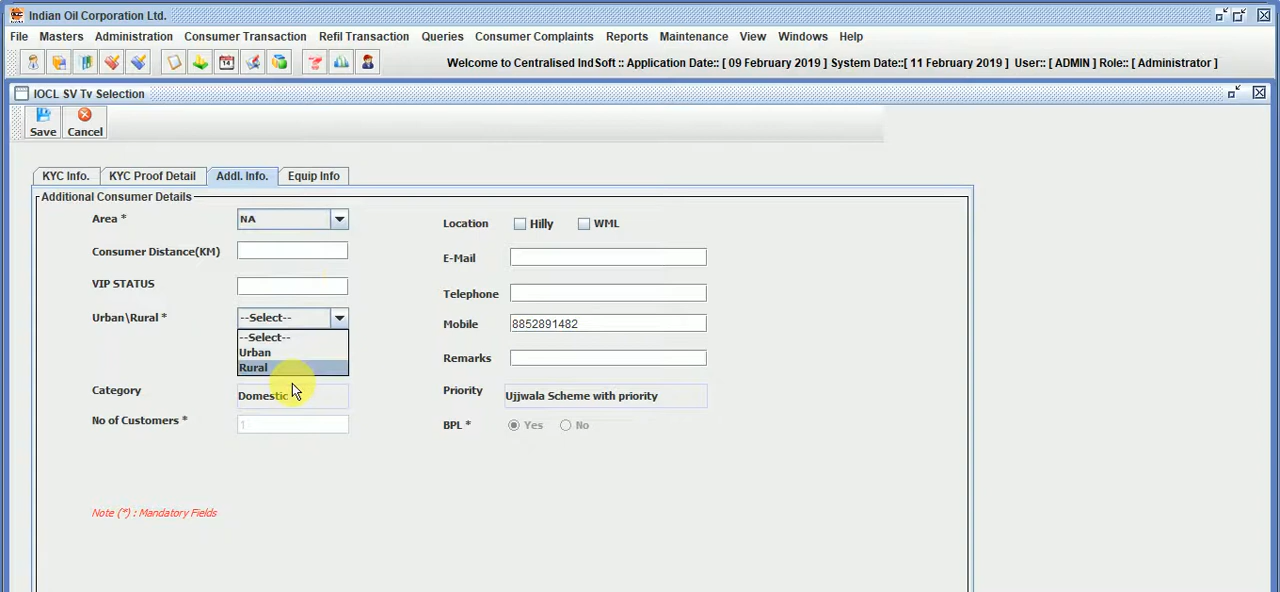 Indian Oil Corporation Ltd.
File Masters Administration Consumer Transaction Refil Transaction Queries Consumer Complaints Reports Maintenance View Windows Help
14 Welcome to Centralised IndSoft :: Application Date:: [ 09 February 2019 ] System Date::[ 11 February 2019 ] User:: [ ADMIN ] Role:: [ Administrator ]
IOCL SV Tv Selection
Save Cancel
KYC Info. KYC Proof Detail Addl. Info. Equip Info
Additional Consumer Details
Area * NA Location Hilly WML
Consumer Distance(KM) E-Mail
VIP STATUS Telephone
Urban\Rural * --Select-- Mobile 8852891482
--Select--
Urban Remarks
Rural
Category Domestic Priority Ujjwala Scheme with priority
No of Customers * 1 BPL * Yes No
Note (*) : Mandatory Fields